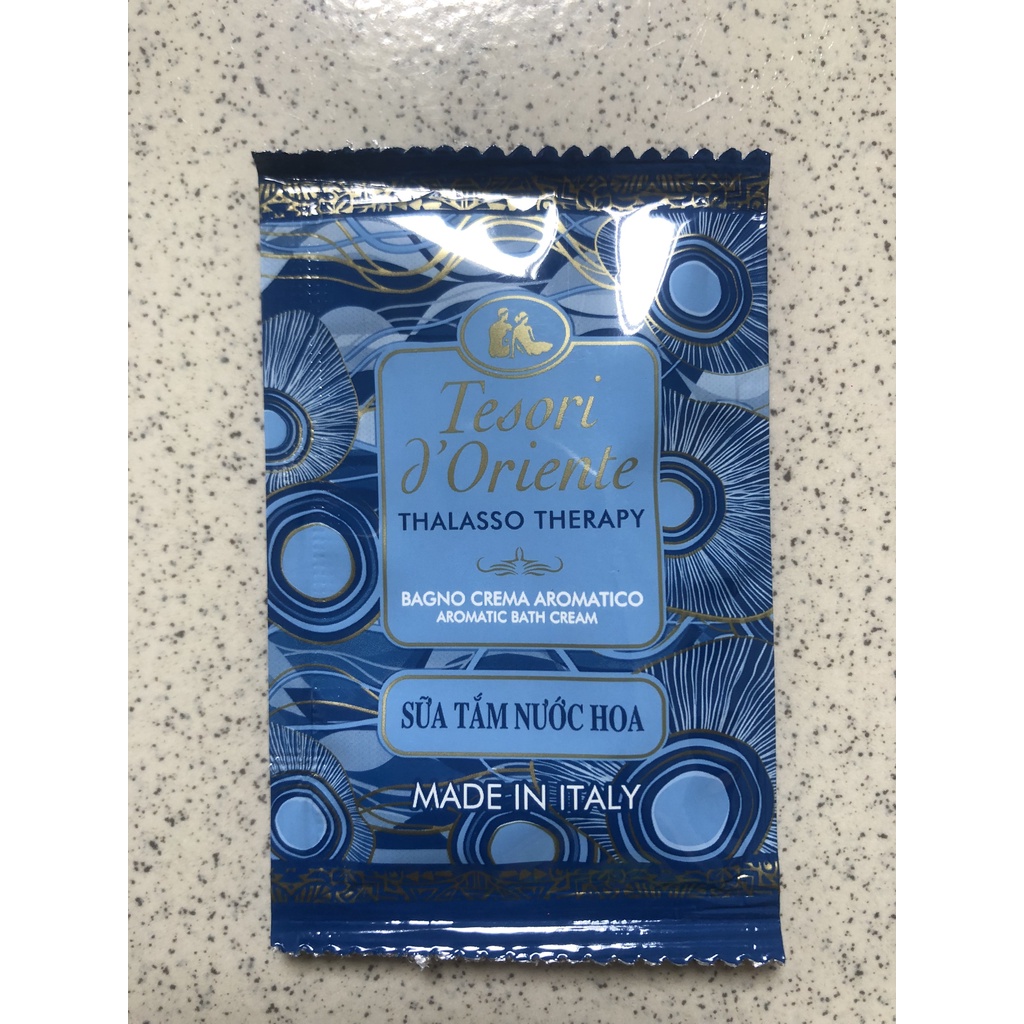 Tesori
d'Oriente
THALASSO THERAPY
BAGNO CREMA AROMATICO
AROMATIC BATH CREAM
SỮA TẮM NƯỚC HOA
MADE IN ITALY